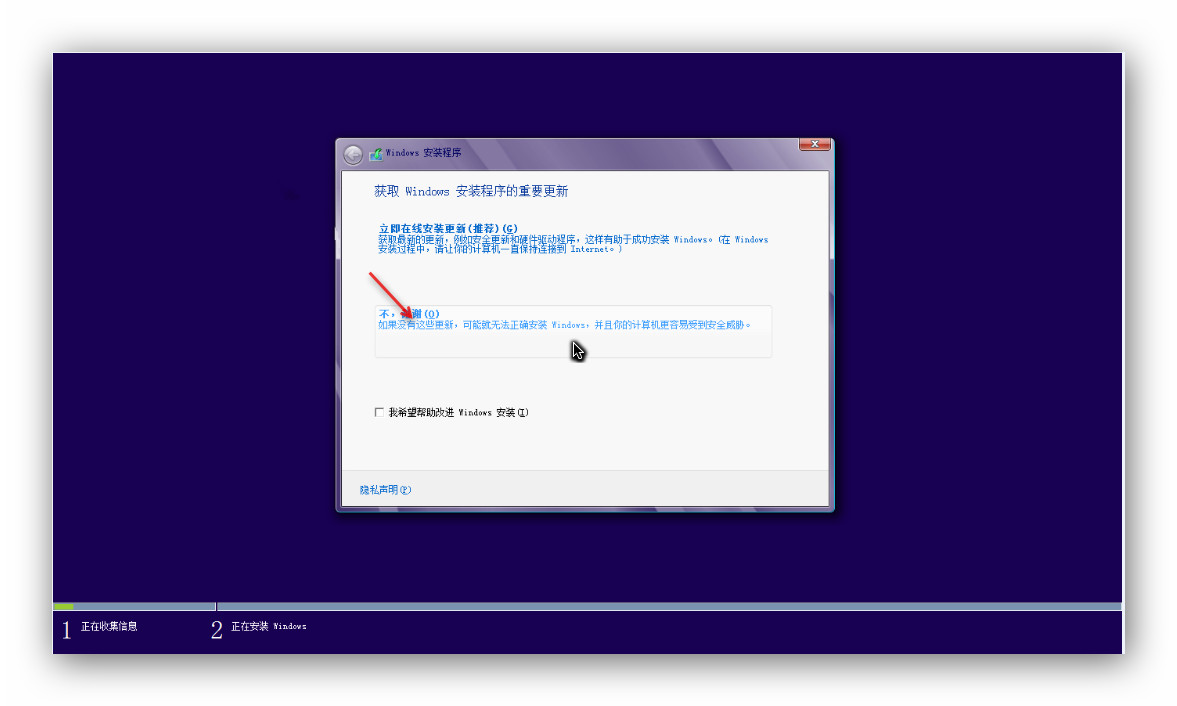 Windows 安装程序
获取 Windows 安装程序的重要更新
立即在线安装更新(推荐)(G)
获取最新的更新，例如安全更新和硬件驱动程序，这样有助于成功安装 Windows。(在 Windows
安装过程中，请让你的计算机一直保持连接到 Internet。)
不，谢谢(O)
如果没有这些更新，可能就无法正确安装 Windows，并且你的计算机更容易受到安全威胁。
我希望帮助改进 Windows 安装(I)
隐私声明(P)
1 正在收集信息
2 正在安装 Windows